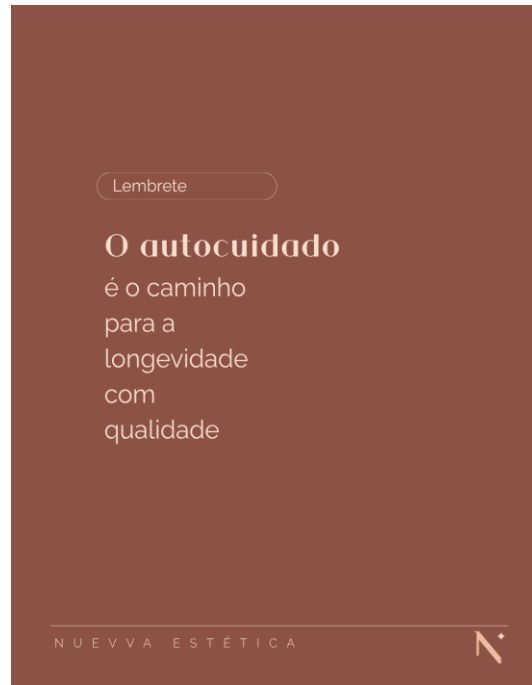 Lembrete
O autocuidado
é o caminho
para a
longevidade
com
qualidade
NUEVVA ESTÉTICA
N